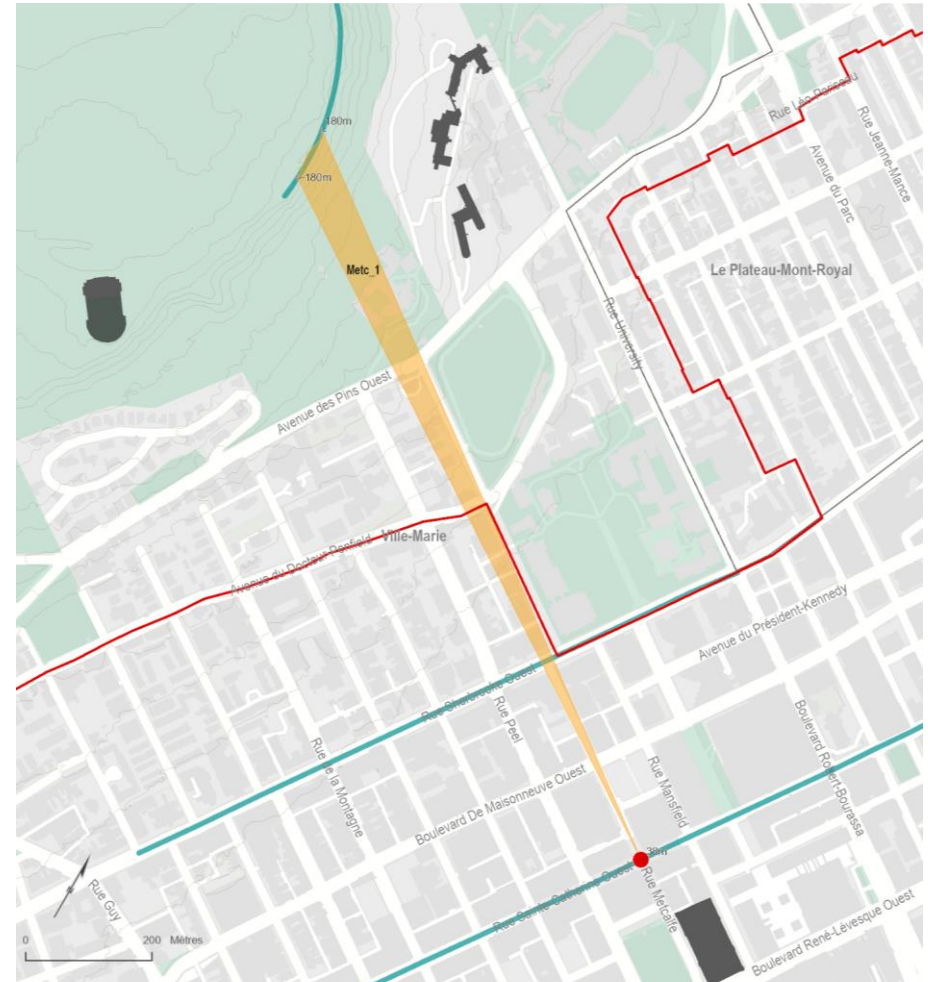 Rue Léo Pariseau
180m
Rue Jeanne-Mance
Avenue du Parc
180m
Metc_1
Le Plateau-Mont-Royal
Rue University
Avenue des Pins Ouest
Ville-Marie
Avenue du Docteur Penfield
Avenue du Président-Kennedy
Rue Sherbrooke Ouest
Rue Peel
Boulevard Robert-Bourassa
Rue de la Montagne
Rue Mansfield
Boulevard De Maisonneuve Ouest
38m
Rue Guy
Rue Sainte-Catherine Ouest
Rue Metcalfe
Boulevard René-Lévesque Ouest
0 200 Mètres